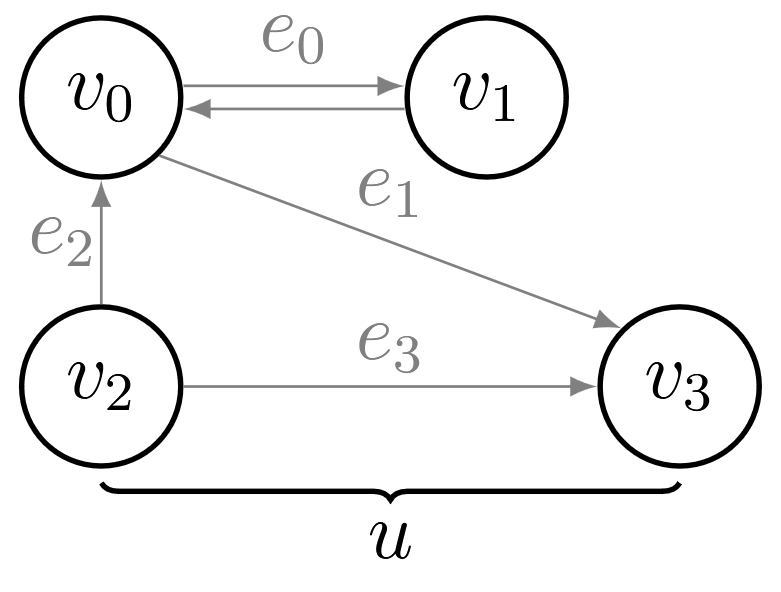 e₀
v₀ v₁
e₁
e₂
e₃
v₂ v₃
u